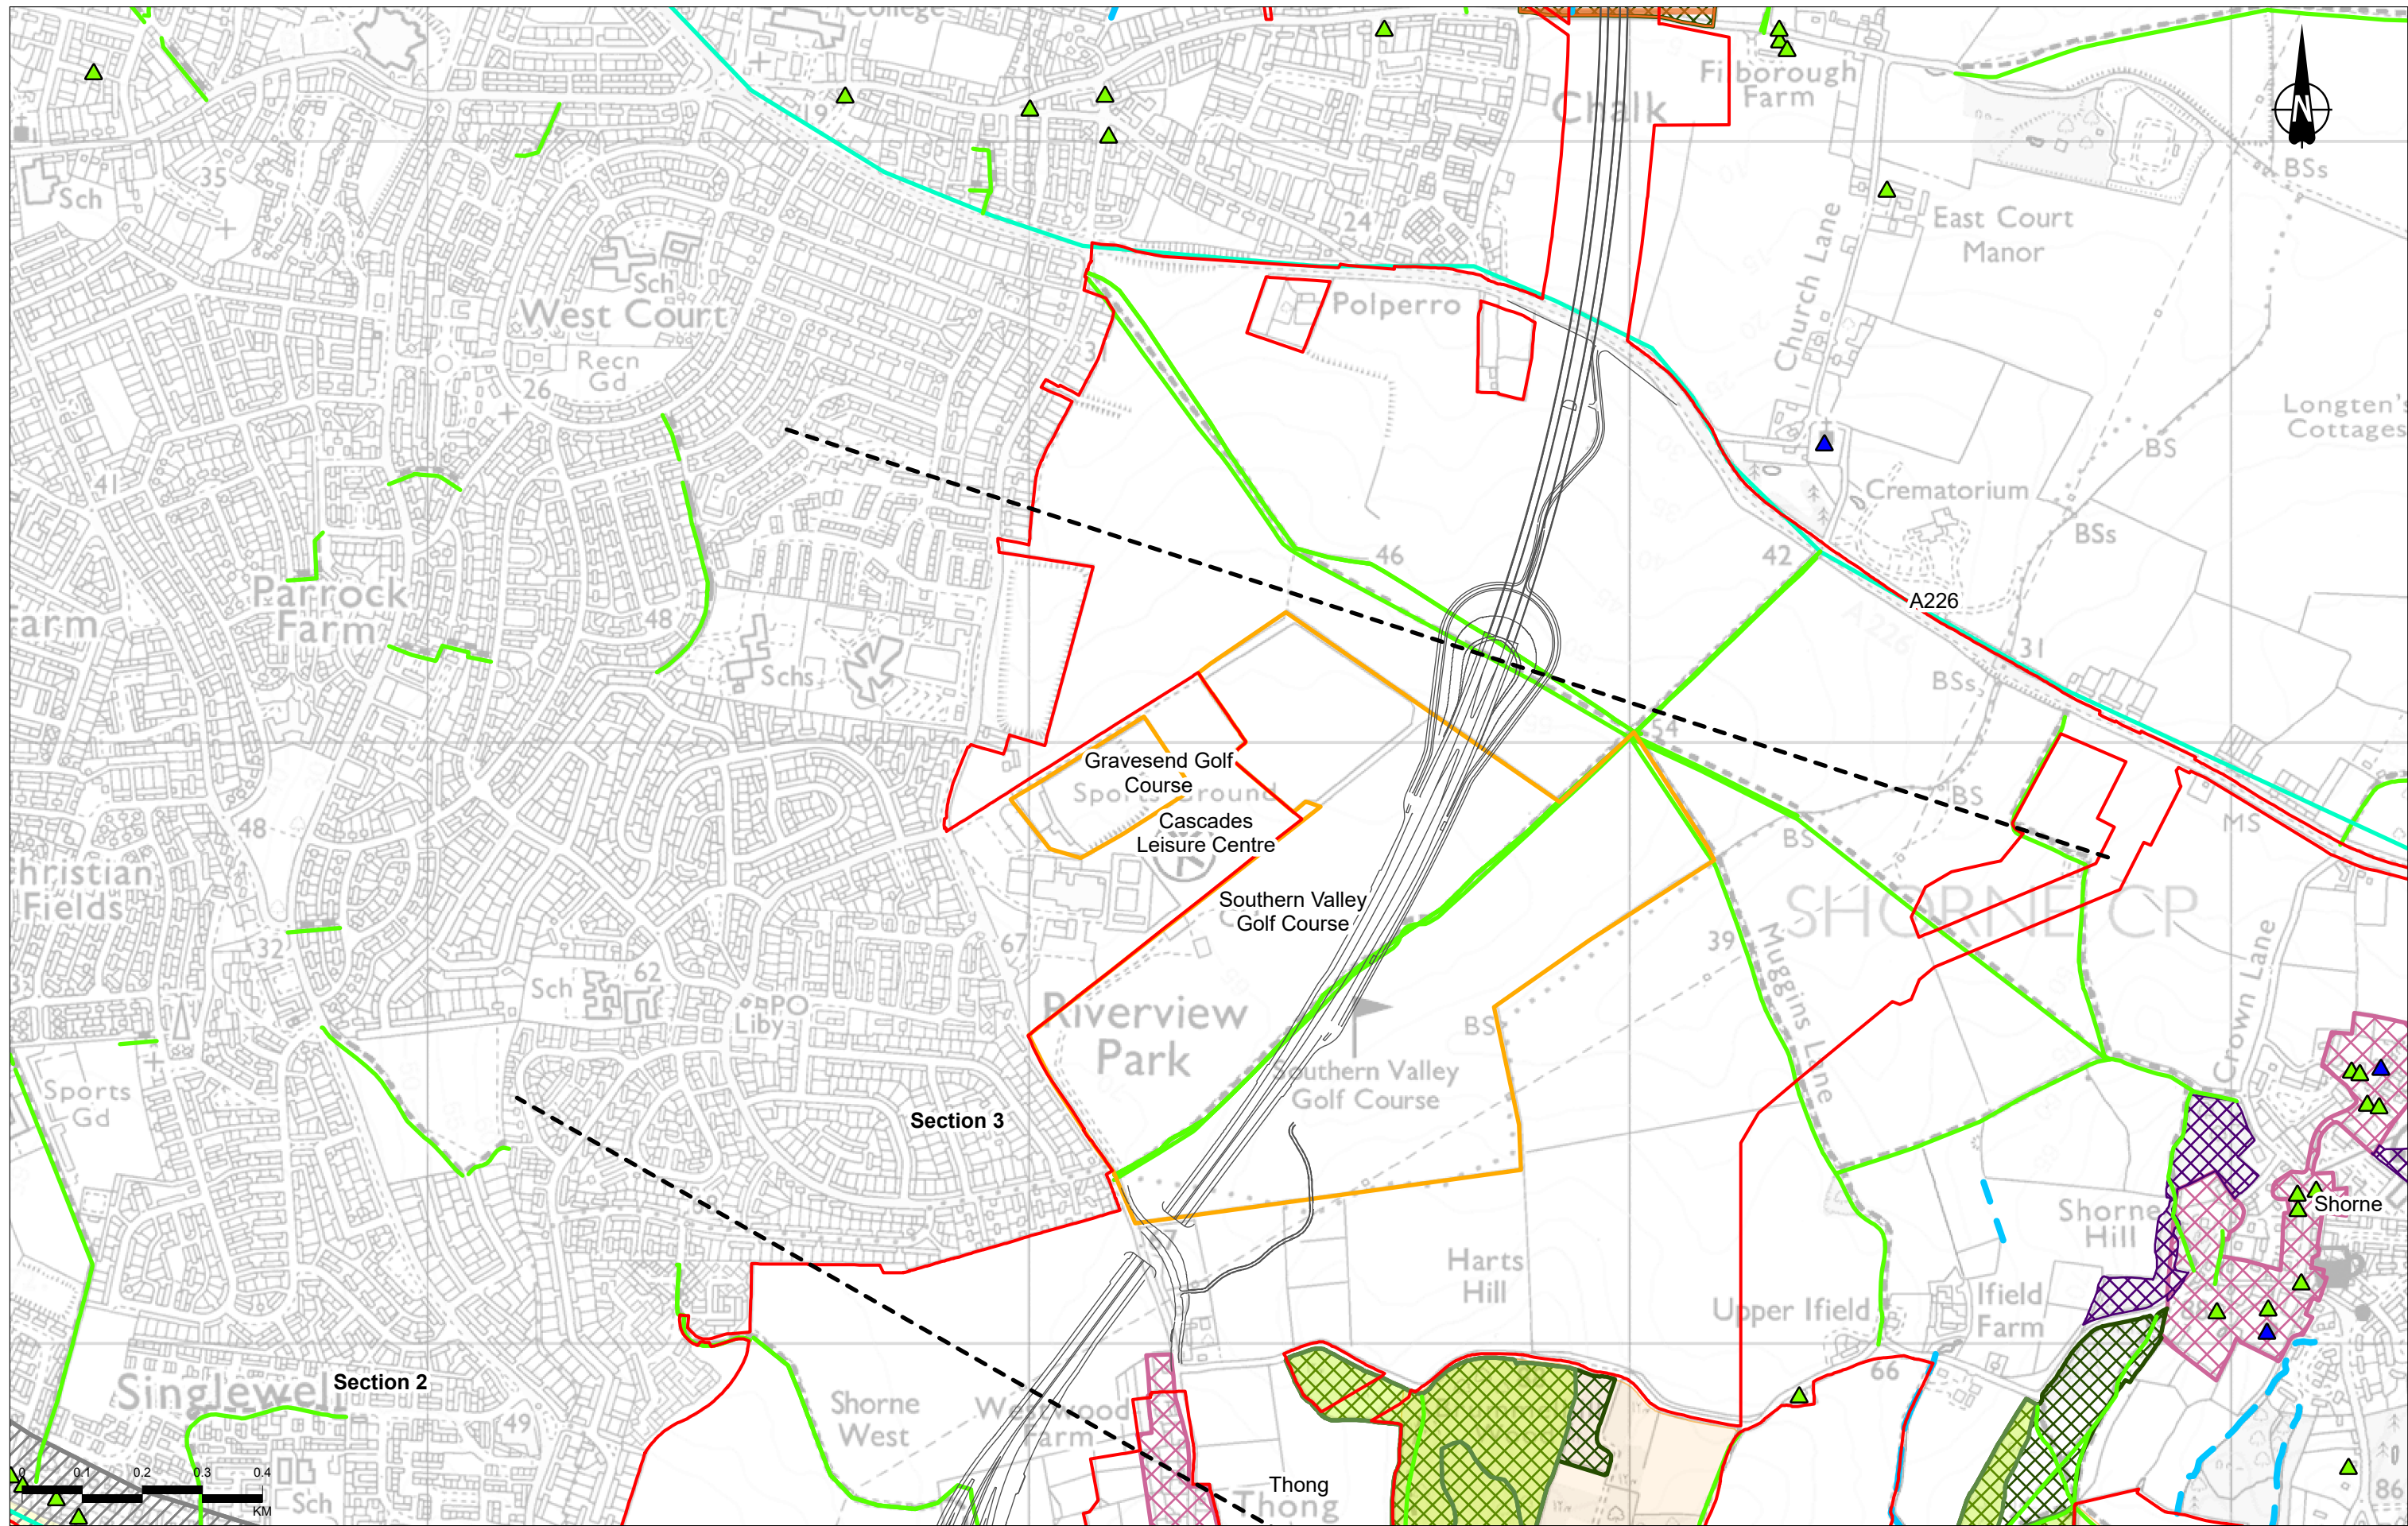 College
19
Chalk
Filborough
Farm
N
BSs
35
Sch
24
East Court
Manor
Church Lane
Sch
West Court
Polperro
Recn
Gd
26
Longten's
Cottages
BS
41
Crematorium
BSs
46
42
Parrock
Farm
Farm
48
A226
31
Schs
BSs
54
Gravesend Golf
Course
Sports Ground
BS
Cascades
Leisure Centre
MS
48
BS
Christian
Fields
Southern Valley
Golf Course
SHORNE CP
32
67
39
Muggins Lane
Crown Lane
Sch
62
PO
Liby
Riverview
Park
BS
Southern Valley
Golf Course
Sports
Gd
Section 3
Shorne
Shorne
Hill
Harts
Hill
Upper Ifield
Ifield
Farm
Singlewell
Section 2
66
Shorne
West
Westwood
Farm
49
0 0.1 0.2 0.3 0.4
KM
Sch
Thong
Thong
86